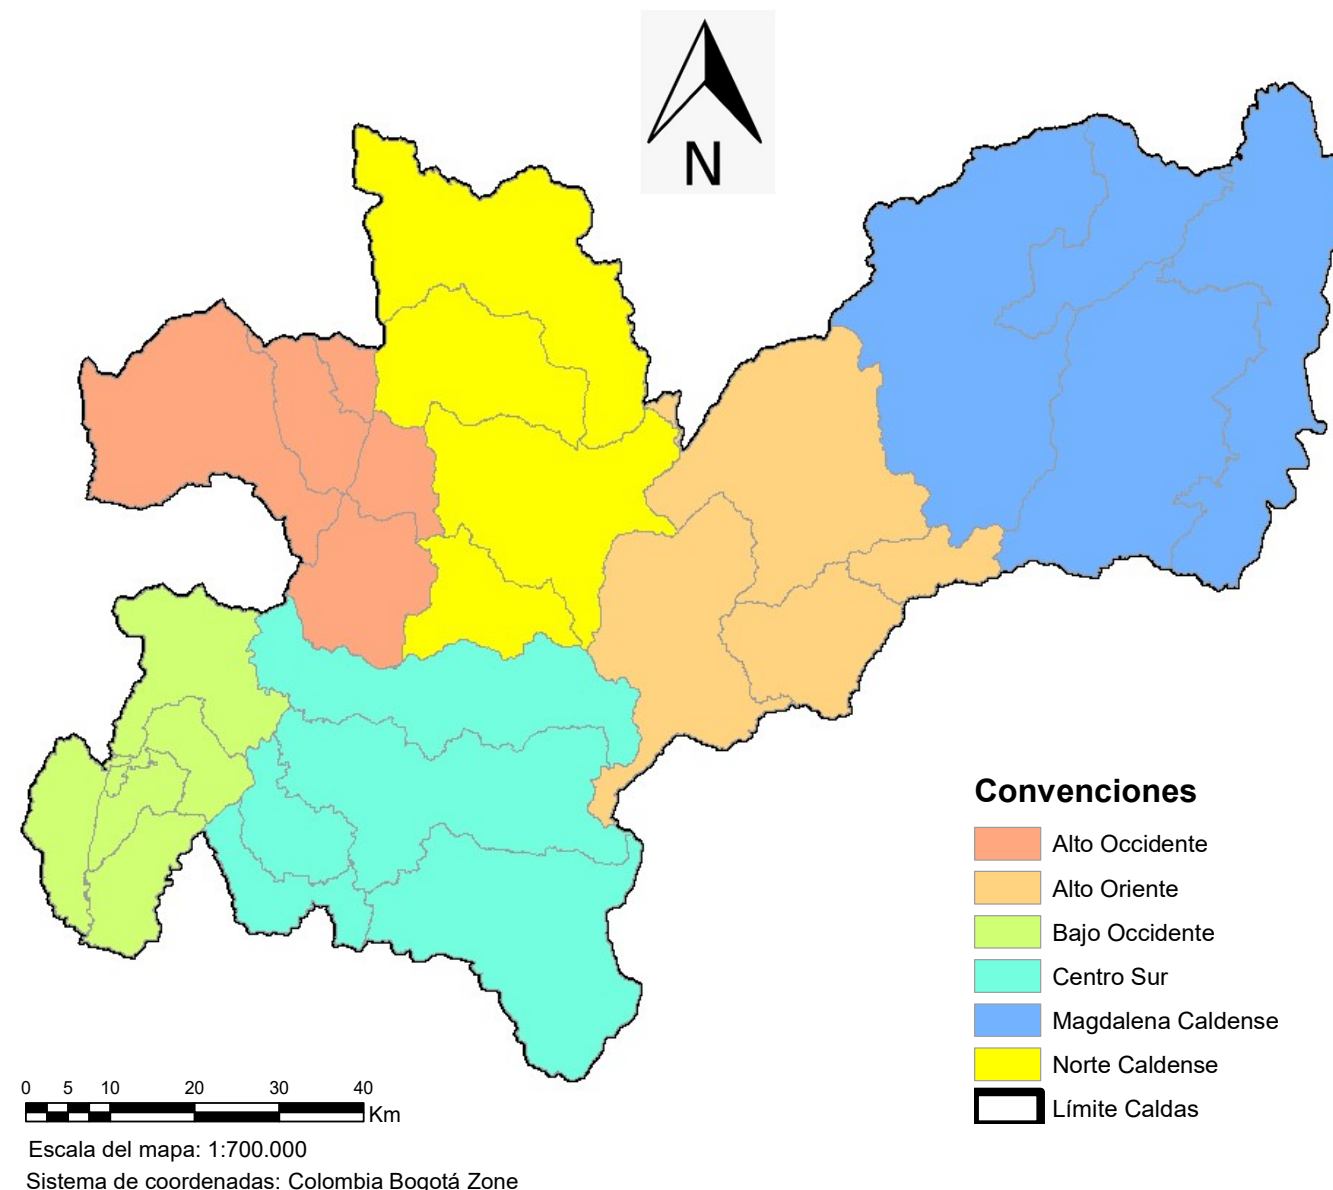 N
Convenciones
Alto Occidente
Alto Oriente
Bajo Occidente
Centro Sur
Magdalena Caldense
Norte Caldense
Límite Caldas
0 5 10 20 30 40
Km
Escala del mapa: 1:700.000
Sistema de coordenadas: Colombia Bogotá Zone